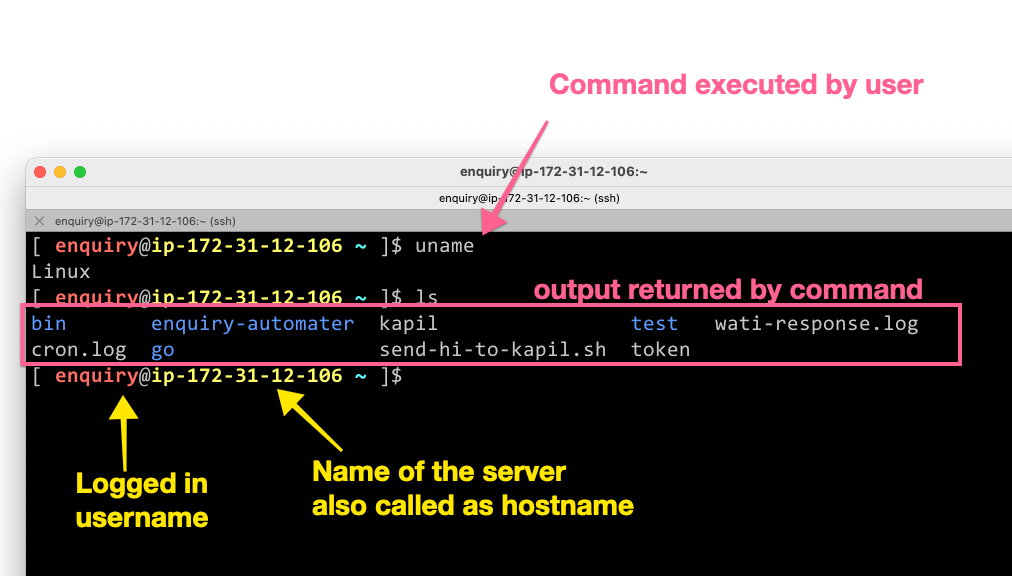 Command executed by user
enquiry@ip-172-31-12-106:~
enquiry@ip-172-31-12-106:~ (ssh)
enquiry@ip-172-31-12-106:~ (ssh)
[ enquiry@ip-172-31-12-106 ~ ]$ uname
Linux
[ enquiry@ip-172-31-12-106 ~ ]$ ls
output returned by command
bin enquiry-automater kapil test wati-response.log
cron.log go send-hi-to-kapil.sh token
[ enquiry@ip-172-31-12-106 ~ ]$
Logged in
username
Name of the server
also called as hostname